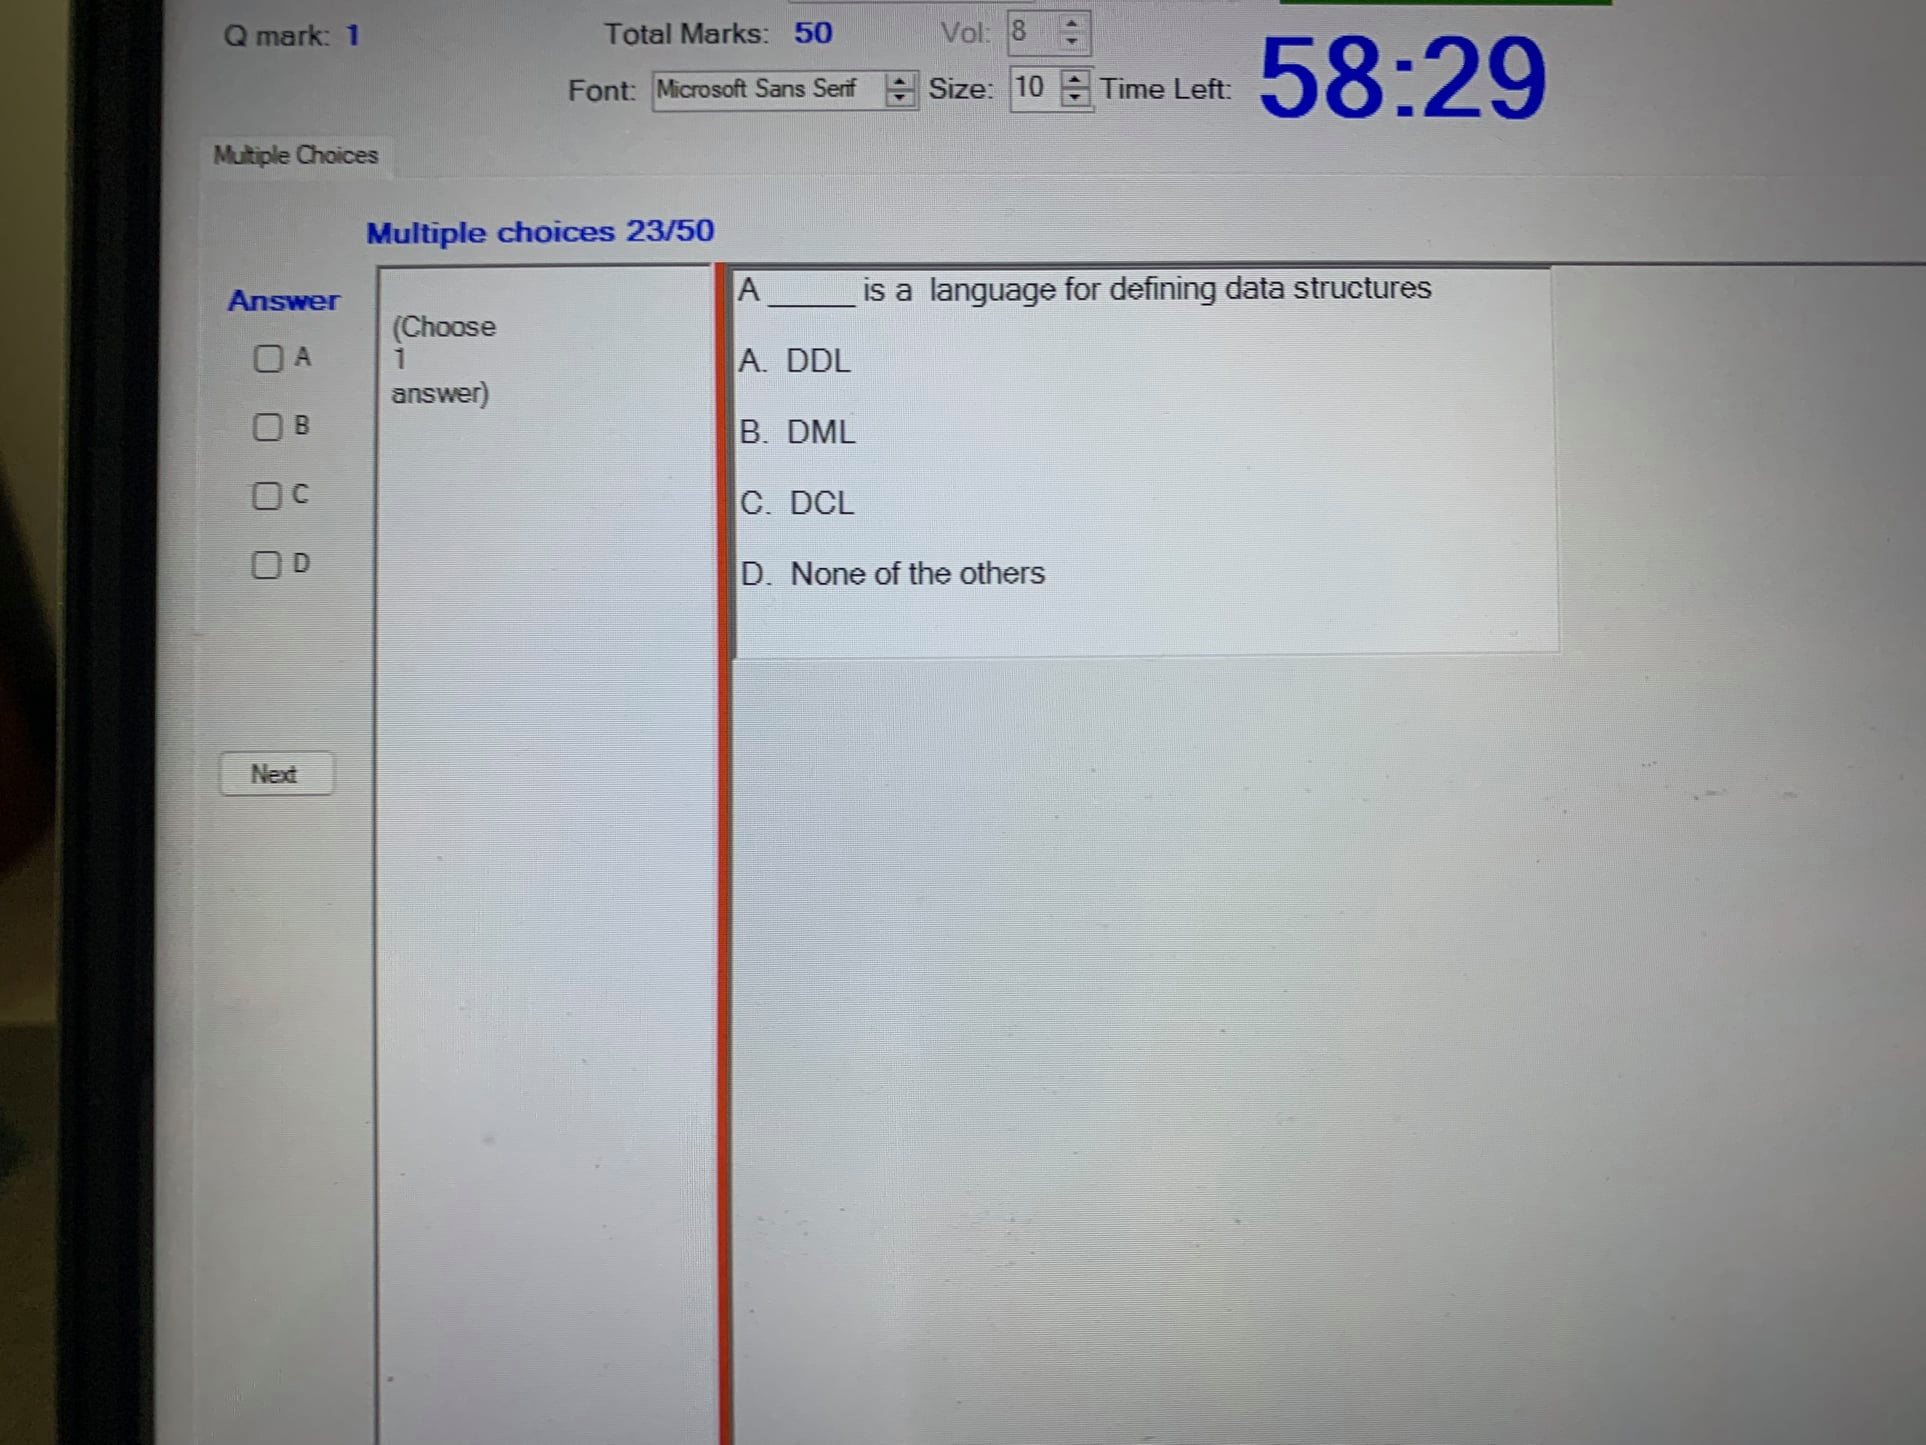 Q mark: 1
Total Marks: 50
Vol: 8
Font: Microsoft Sans Serif
Size: 10
Time Left: 58:29
Multiple Choices
Multiple choices 23/50
Answer
A
B
C
D
Next
(Choose
1
answer)
A _____ is a language for defining data structures
A. DDL
B. DML
C. DCL
D. None of the others